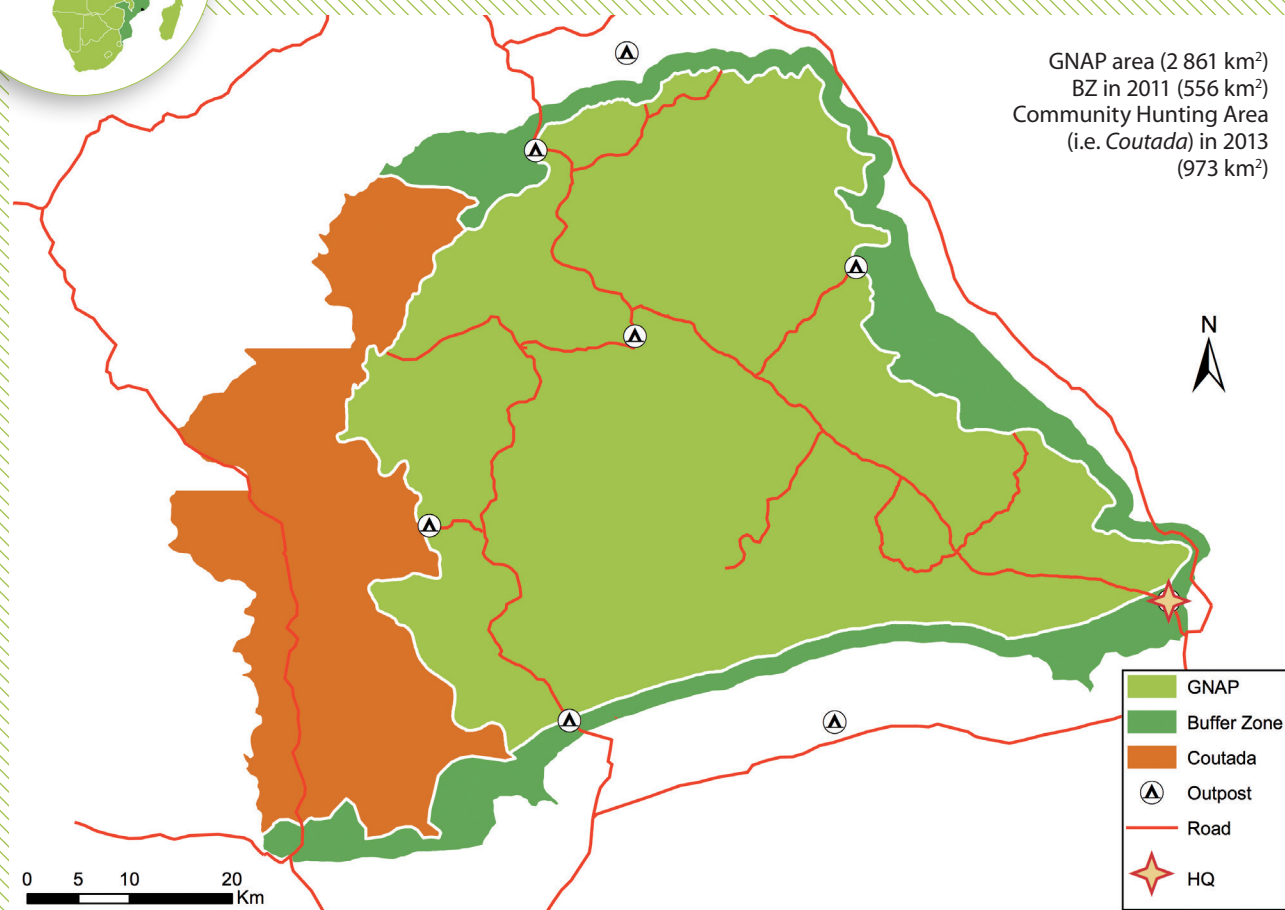 GNAP area (2 861 km²)
BZ in 2011 (556 km²)
Community Hunting Area
(i.e. Coutada) in 2013
(973 km²)
N
GNAP
Buffer Zone
Coutada
Outpost
Road
HQ
0 5 10 20
Km